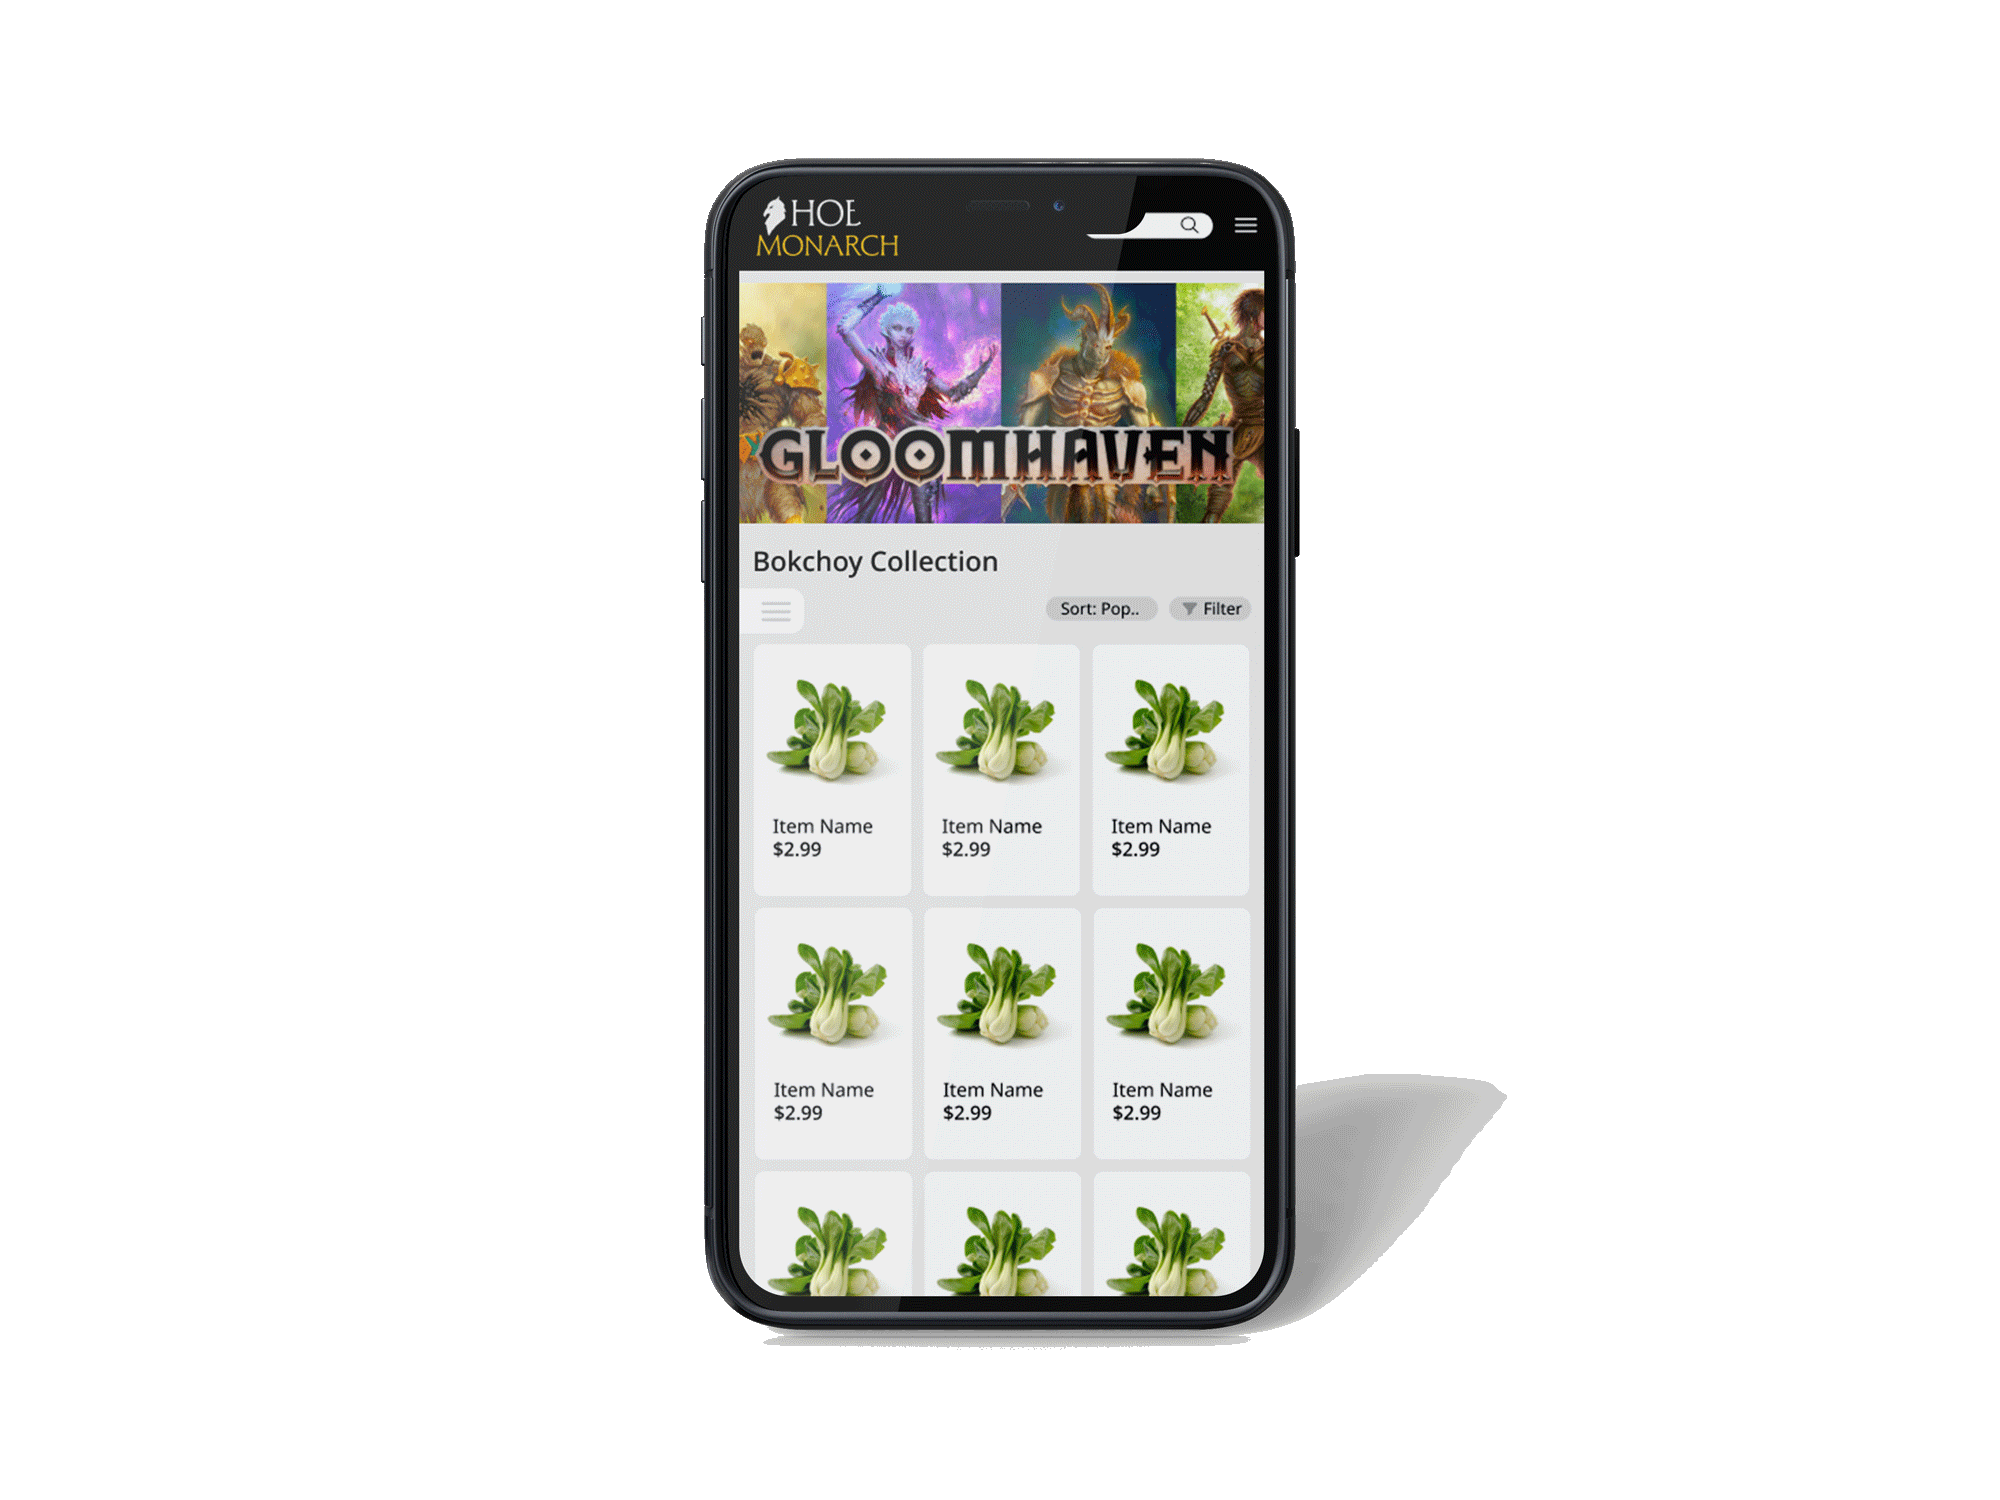 HOE
MONARCH
GLOOMHAVEN
Bokchoy Collection
Sort: Pop..
Filter
Item Name
$2.99
Item Name
$2.99
Item Name
$2.99
Item Name
$2.99
Item Name
$2.99
Item Name
$2.99